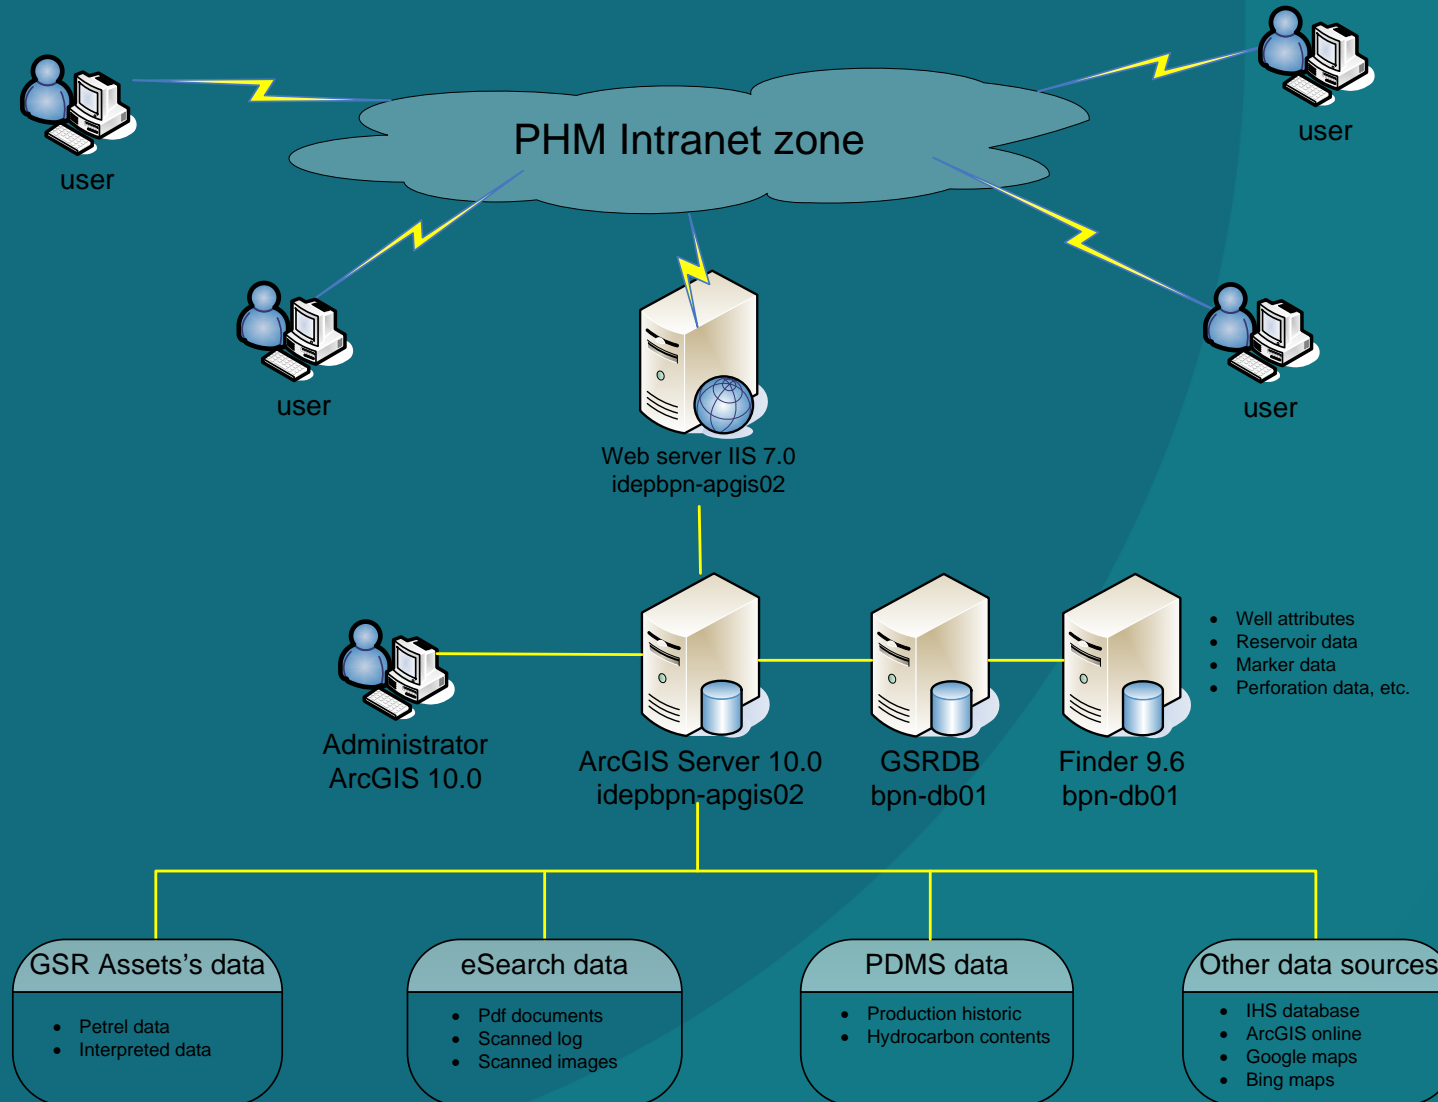 PHM Intranet zone
user
user
user
user
Web server IIS 7.0
idepbpn-apgis02
Administrator
ArcGIS 10.0
ArcGIS Server 10.0
idepbpn-apgis02
GSRDB
bpn-db01
Finder 9.6
bpn-db01
• Well attributes
• Reservoir data
• Marker data
• Perforation data, etc.
GSR Assets's data
• Petrel data
• Interpreted data
eSearch data
• Pdf documents
• Scanned log
• Scanned images
PDMS data
• Production historic
• Hydrocarbon contents
Other data sources
• IHS database
• ArcGIS online
• Google maps
• Bing maps